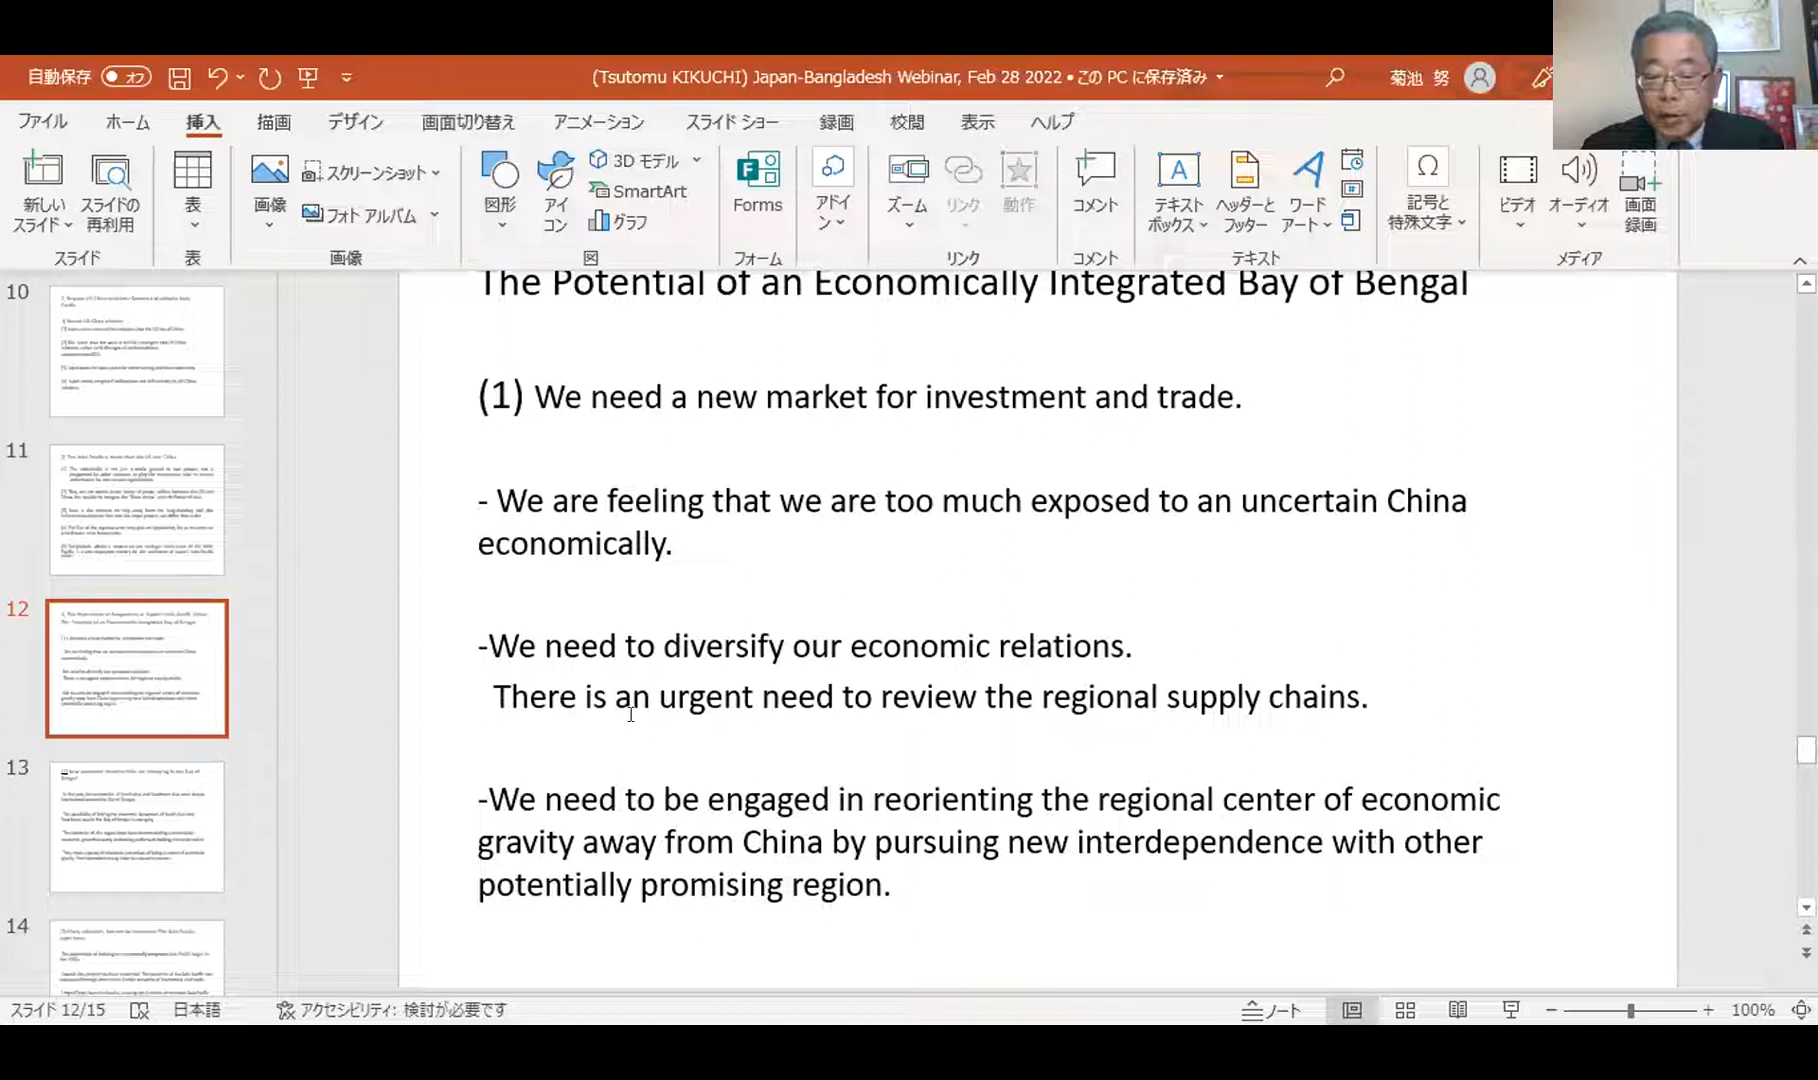 自動保存 オフ (Tsutomu KIKUCHI) Japan-Bangladesh Webinar, Feb 28 2022 • この PC に保存済み 菊池 努
ファイル ホーム 挿入 描画 デザイン 画面切り替え アニメーション スライド ショー 録画 校閲 表示 ヘルプ
新しい
スライド
スライドの
再利用
スライド
表
表
画像
スクリーンショット
フォト アルバム
画像
図形
アイ
コン
3D モデル
SmartArt
グラフ
図
Forms
フォーム
アドイ
ン
ズーム
リンク
動作
リンク
コメント
コメント
テキスト
ボックス
ヘッダーと
フッター
ワード
アート
テキスト
記号と
特殊文字
ビデオ
オーディオ
画面
録画
メディア
10
11
12
13
14
The Potential of an Economically Integrated Bay of Bengal
(1) We need a new market for investment and trade.
- We are feeling that we are too much exposed to an uncertain China
economically.
-We need to diversify our economic relations.
There is an urgent need to review the regional supply chains.
-We need to be engaged in reorienting the regional center of economic
gravity away from China by pursuing new interdependence with other
potentially promising region.
スライド 12/15 日本語 アクセシビリティ: 検討が必要です ノート 100%